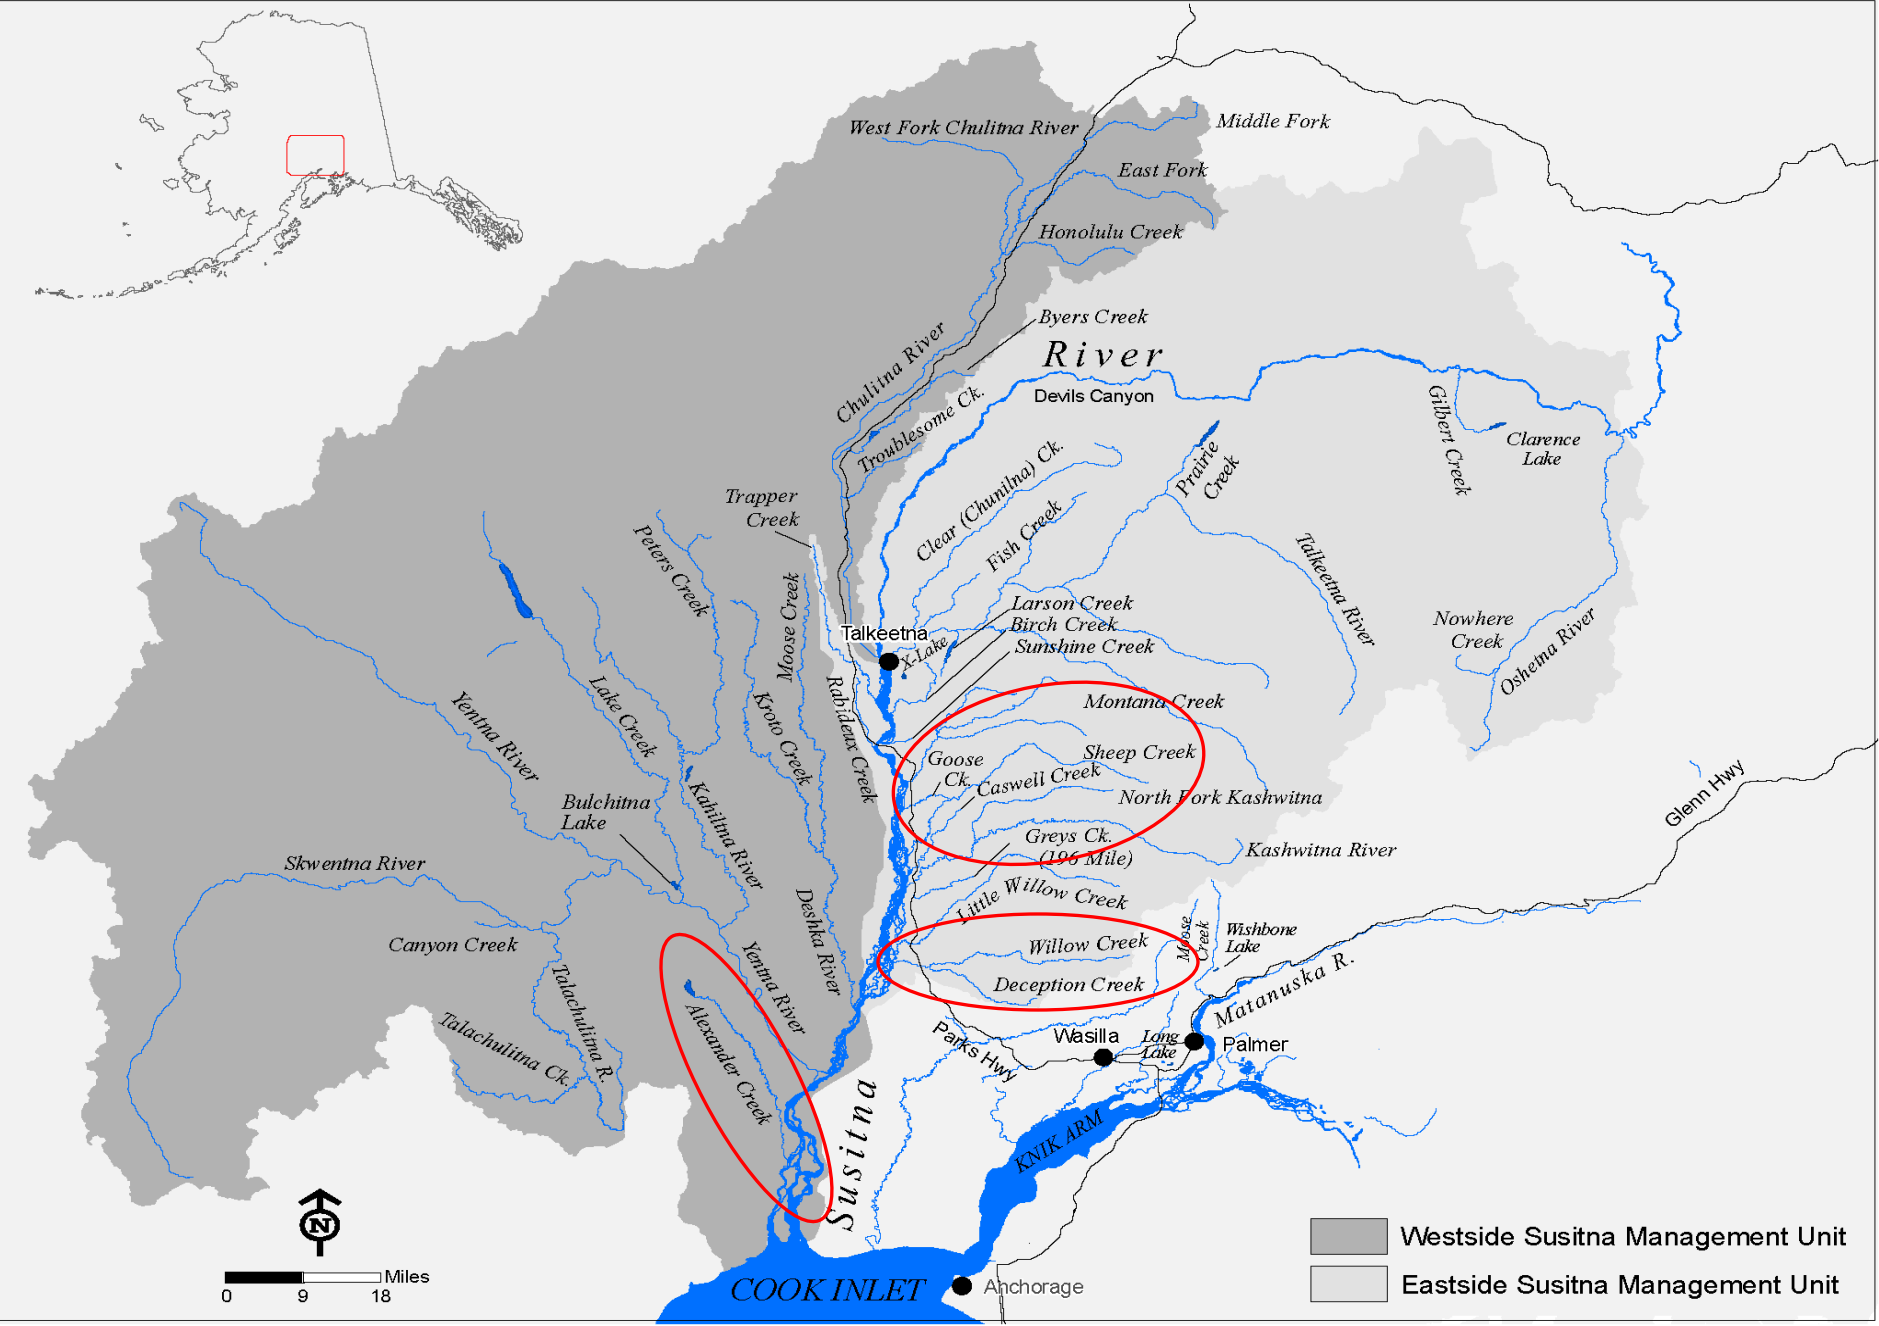 West Fork Chulitna River
Middle Fork
East Fork
Honolulu Creek
Byers Creek
River
Devils Canyon
Chulitna River
Troublesome Ck.
Gilbert Creek
Clarence
Lake
Prairie
Creek
Clear (Chunilna) Ck.
Fish Creek
Trapper
Creek
Peters Creek
Moose Creek
Talkeetna River
Larson Creek
Birch Creek
Sunshine Creek
Talkeetna
X-Lake
Nowhere
Creek
Oshetna River
Yentna River
Lake Creek
Kroto Creek
Rabideux Creek
Montana Creek
Sheep Creek
Goose
Ck.
Caswell Creek
North Fork Kashwitna
Bulchitna
Lake
Kahiltna River
Greys Ck.
(196 Mile)
Kashwitna River
Glenn Hwy
Skwentna River
Deshka River
Little Willow Creek
Canyon Creek
Willow Creek
Moose
Creek
Wishbone
Lake
Deception Creek
Yentna River
Talachulitna R.
Talachulitna Ck.
Alexander Creek
Matanuska R.
Parks Hwy
Wasilla
Long
Lake
Palmer
Susitna
KNIK ARM
N
Miles
0 9 18
COOK INLET
Anchorage
Westside Susitna Management Unit
Eastside Susitna Management Unit